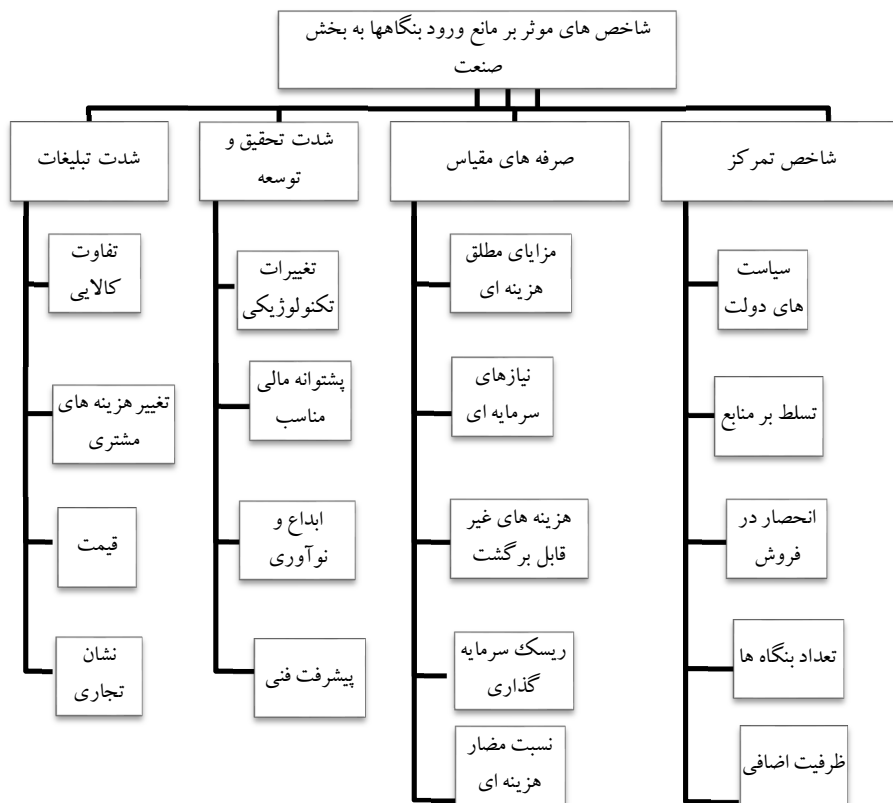 شاخص های موثر بر مانع ورود بنگاهها به بخش
صنعت
شاخص تمرکز
صرفه های مقیاس
شدت تحقیق و
توسعه
شدت تبلیغات
سیاست
های دولت
تسلط بر منابع
انحصار در
فروش
تعداد بنگاه ها
ظرفیت اضافی
مزایای مطلق
هزینه ای
نیازهای
سرمایه ای
هزینه های غیر
قابل برگشت
ریسک سرمایه
گذاری
نسبت مضار
هزینه ای
تغییرات
تکنولوژیکی
پشتوانه مالی
مناسب
ابداع و
نوآوری
پیشرفت فنی
تفاوت
کالایی
تغییر هزینه های
مشتری
قیمت
نشان
تجاری